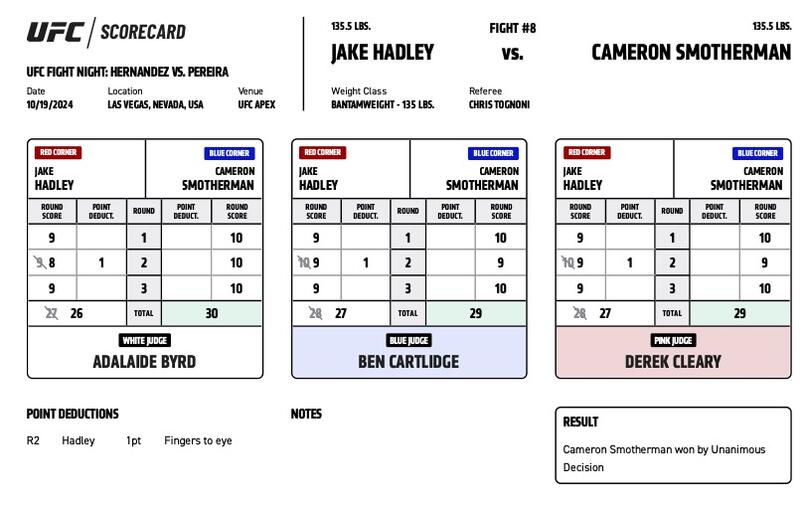 UFC / SCORECARD
UFC FIGHT NIGHT: HERNANDEZ VS. PEREIRA
Date Location Venue
10/19/2024 LAS VEGAS, NEVADA, USA UFC APEX
135.5 LBS. FIGHT #8 135.5 LBS.
JAKE HADLEY VS. CAMERON SMOTHERMAN
Weight Class Referee
BANTAMWEIGHT - 135 LBS. CHRIS TOGNONI
RED CORNER BLUE CORNER
JAKE CAMERON
HADLEY SMOTHERMAN
ROUND POINT ROUND POINT ROUND
SCORE DEDUCT. DEDUCT. SCORE
9 1 10
9 8 1 2 10
9 3 10
27 26 TOTAL 30
WHITE JUDGE
ADALAIDE BYRD
RED CORNER BLUE CORNER
JAKE CAMERON
HADLEY SMOTHERMAN
ROUND POINT ROUND POINT ROUND
SCORE DEDUCT. DEDUCT. SCORE
9 1 10
10 9 1 2 9
9 3 10
28 27 TOTAL 29
BLUE JUDGE
BEN CARTLIDGE
RED CORNER BLUE CORNER
JAKE CAMERON
HADLEY SMOTHERMAN
ROUND POINT ROUND POINT ROUND
SCORE DEDUCT. DEDUCT. SCORE
9 1 10
10 9 1 2 9
9 3 10
28 27 TOTAL 29
PINK JUDGE
DEREK CLEARY
POINT DEDUCTIONS
R2 Hadley 1pt Fingers to eye
NOTES
RESULT
Cameron Smotherman won by Unanimous
Decision